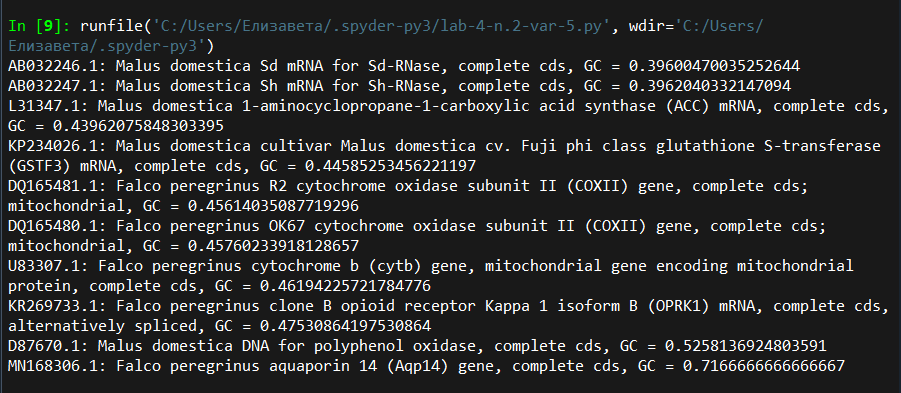 In [9]: runfile('C:/Users/Елизавета/.spyder-py3/lab-4-n.2-var-5.py', wdir='C:/Users/
Елизавета/.spyder-py3')
AB032246.1: Malus domestica Sd mRNA for Sd-RNase, complete cds, GC = 0.39600470035252644
AB032247.1: Malus domestica Sh mRNA for Sh-RNase, complete cds, GC = 0.3962040332147094
L31347.1: Malus domestica 1-aminocyclopropane-1-carboxylic acid synthase (ACC) mRNA, complete cds,
GC = 0.43962075848303395
KP234026.1: Malus domestica cultivar Malus domestica cv. Fuji phi class glutathione S-transferase
(GSTF3) mRNA, complete cds, GC = 0.44585253456221197
DQ165481.1: Falco peregrinus R2 cytochrome oxidase subunit II (COXII) gene, complete cds;
mitochondrial, GC = 0.45614035087719296
DQ165480.1: Falco peregrinus OK67 cytochrome oxidase subunit II (COXII) gene, complete cds;
mitochondrial, GC = 0.45760233918128657
U83307.1: Falco peregrinus cytochrome b (cytb) gene, mitochondrial gene encoding mitochondrial
protein, complete cds, GC = 0.46194225721784776
KR269733.1: Falco peregrinus clone B opioid receptor Kappa 1 isoform B (OPRK1) mRNA, complete cds,
alternatively spliced, GC = 0.47530864197530864
D87670.1: Malus domestica DNA for polyphenol oxidase, complete cds, GC = 0.5258136924803591
MN168306.1: Falco peregrinus aquaporin 14 (Aqp14) gene, complete cds, GC = 0.7166666666666667